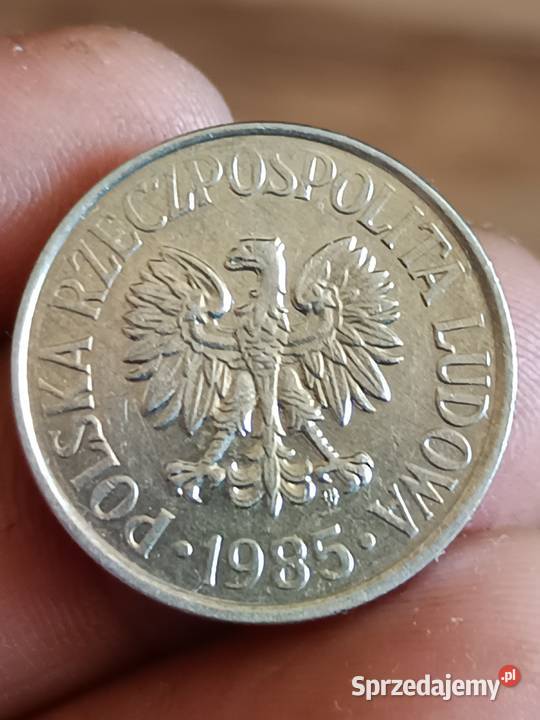 POLSKA RZECZPOSPOLITA LUDOWA
· 1985 ·
Sprzedajemy.pl